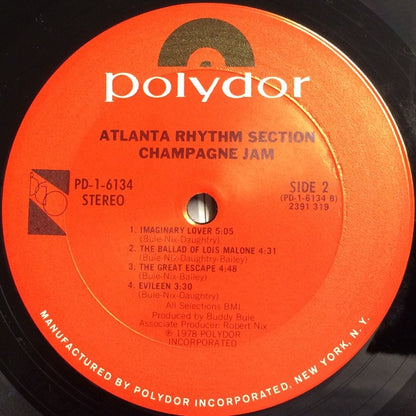 polydor
ATLANTA RHYTHM SECTION
CHAMPAGNE JAM
PD-1-6134
STEREO
SIDE 2
(PD-1-6134 B)
2391 319
1. IMAGINARY LOVER 5:05
(Buie-Nix-Daughtry)
2. THE BALLAD OF LOIS MALONE 4:31
(Buie-Nix-Daughtry-Bailey)
3. THE GREAT ESCAPE 4:48
(Buie-Nix-Bailey)
4. EVILEEN 3:30
(Buie-Nix-Daughtry)
All Selections BMI
Produced by Buddy Buie
Associate Producer: Robert Nix
℗ 1978 POLYDOR
INCORPORATED
MANUFACTURED BY POLYDOR INCORPORATED, NEW YORK, N.Y.